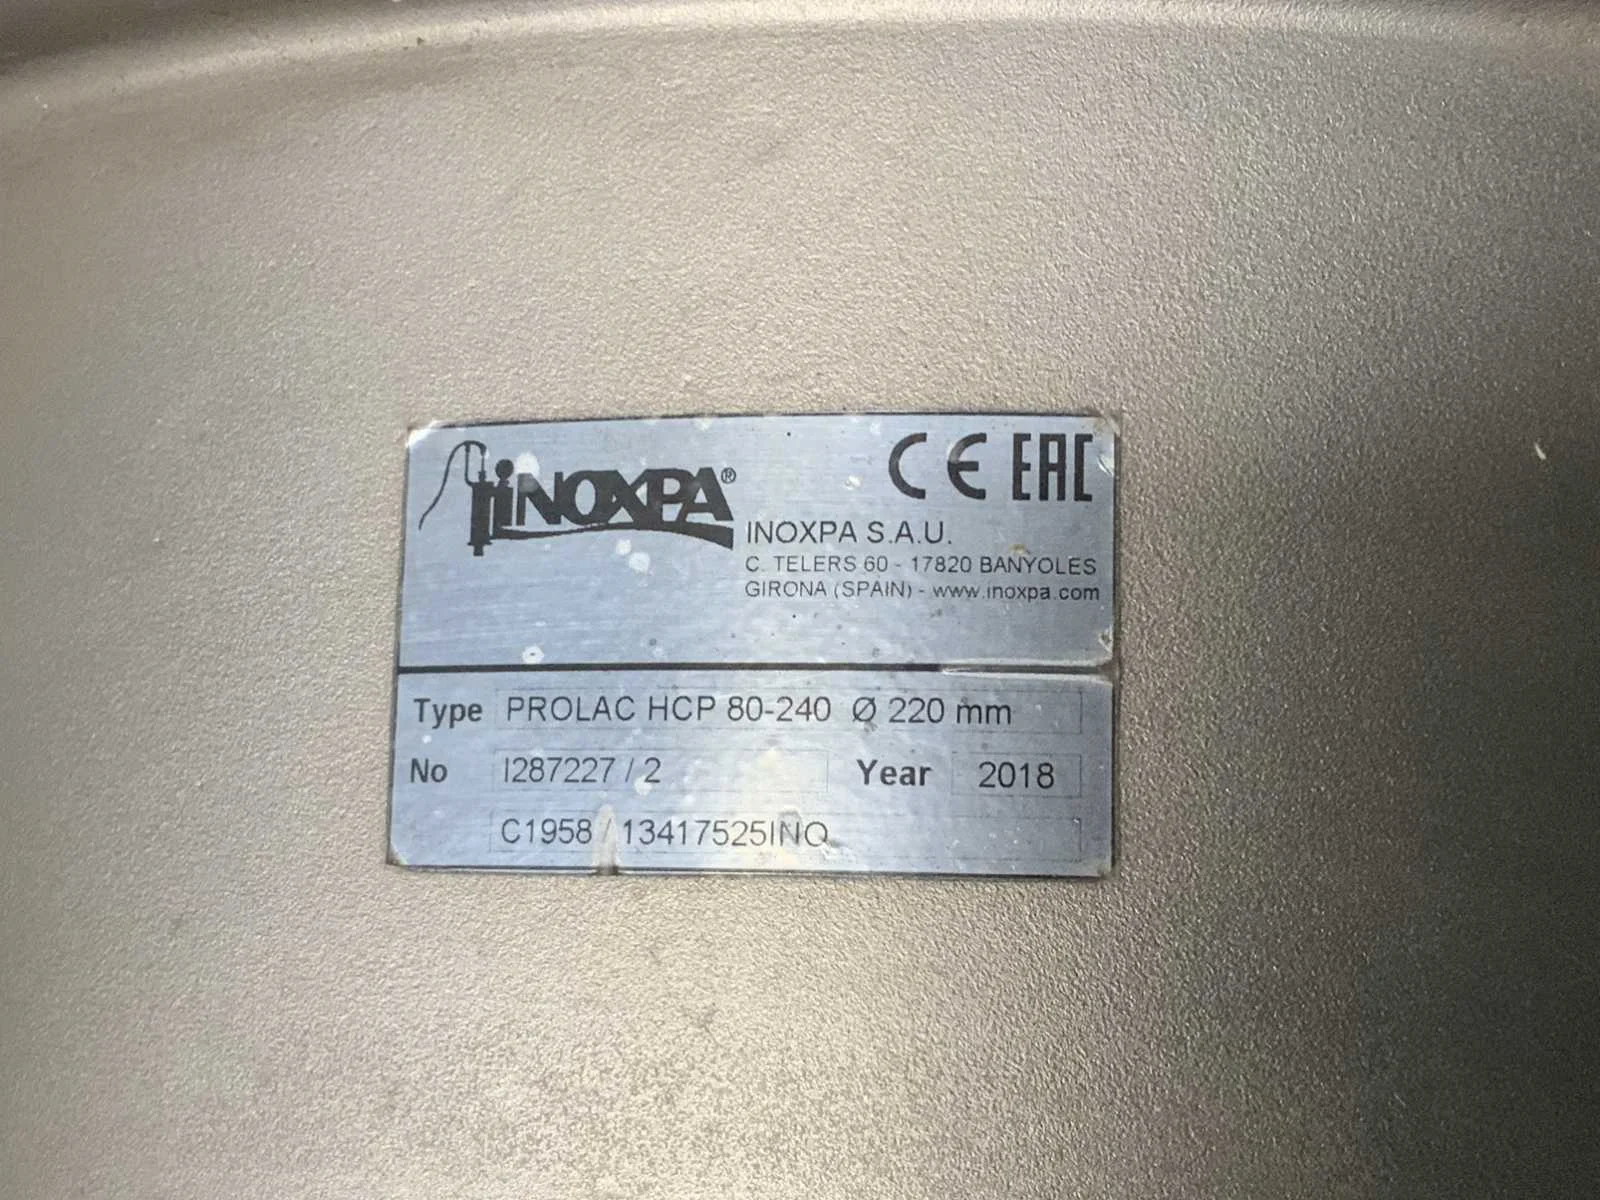 INOXPA®
CE EAC
INOXPA S.A.U.
C. TELERS 60 - 17820 BANYOLES
GIRONA (SPAIN) - www.inoxpa.com
Type PROLAC HCP 80-240 Ø 220 mm
No I287227 / 2 Year 2018
C1958 / 13417525INO